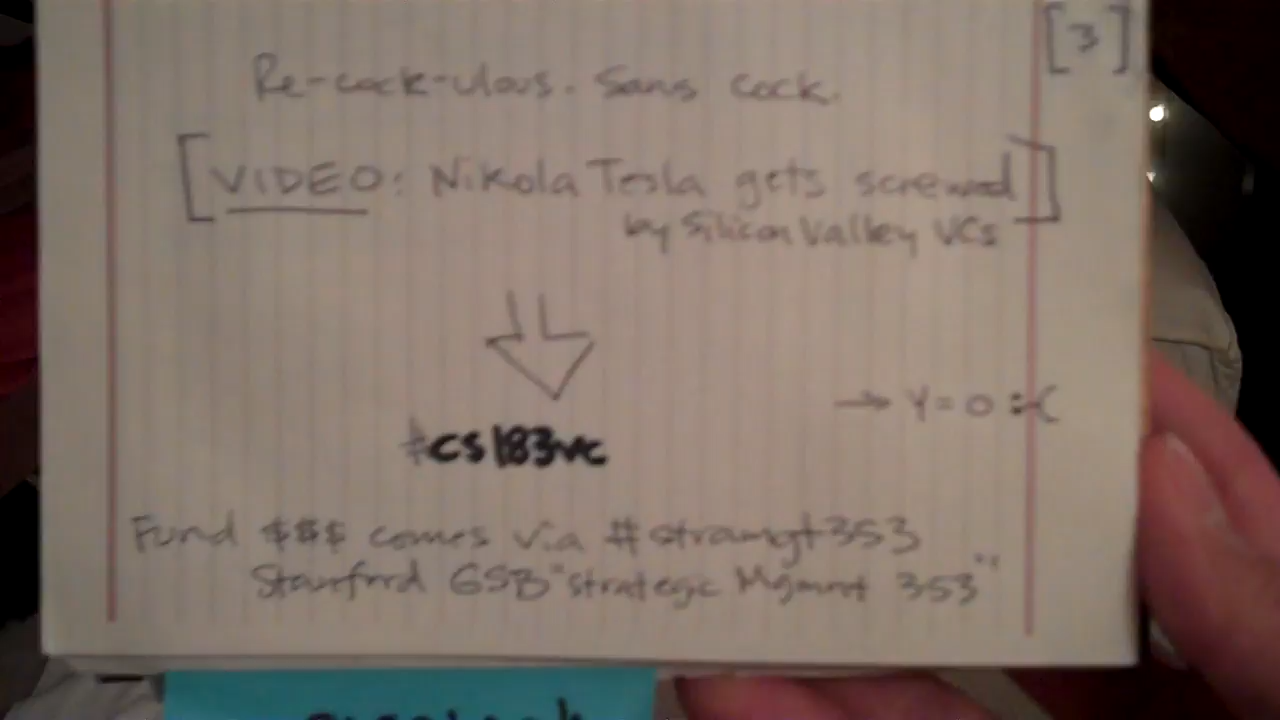 [3]
Re-cock-ulous. Sans cock.
[VIDEO: Nikola Tesla gets screwed]
by Silicon Valley VCs
→ Y=0 :-(
#cs183vc
Fund $$$ comes via #stramgt353
Stanford GSB "Strategic Mgmnt 353"